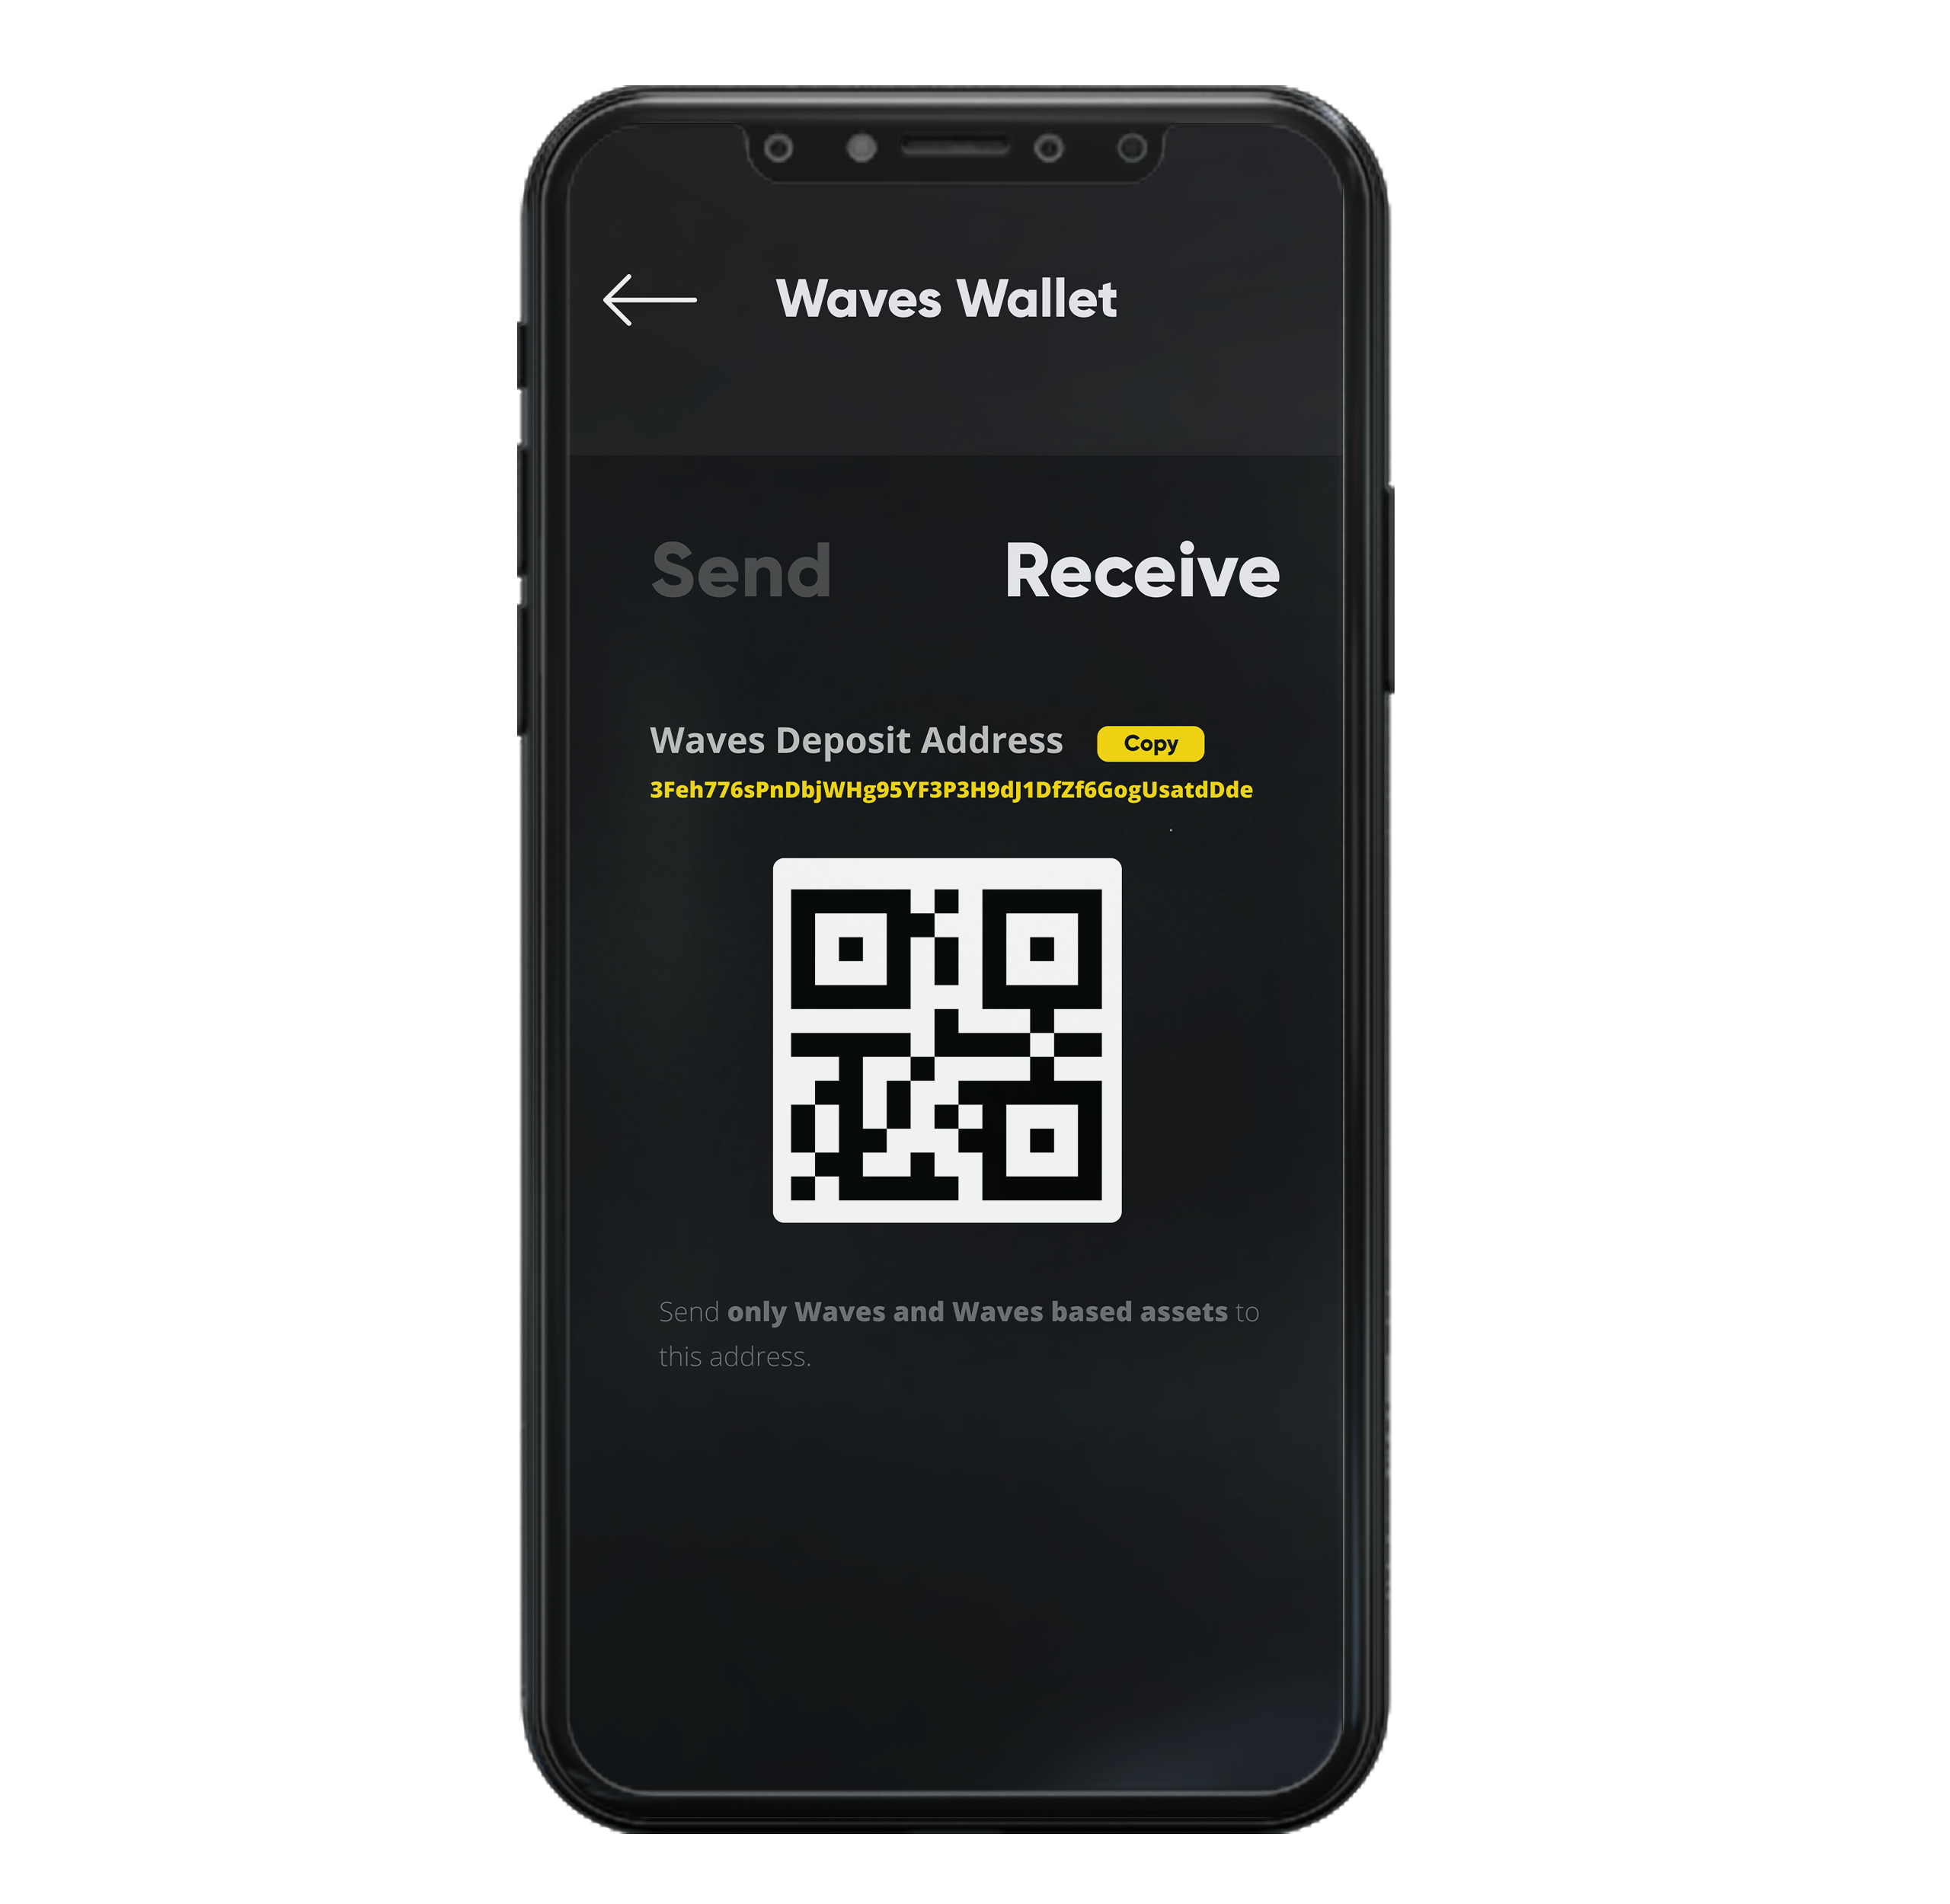 Waves Wallet
Send Receive
Waves Deposit Address Copy
3Feh776sPnDbjWHg95YF3P3H9dJ1DfZf6GogUsatdDde
Send only Waves and Waves based assets to
this address.